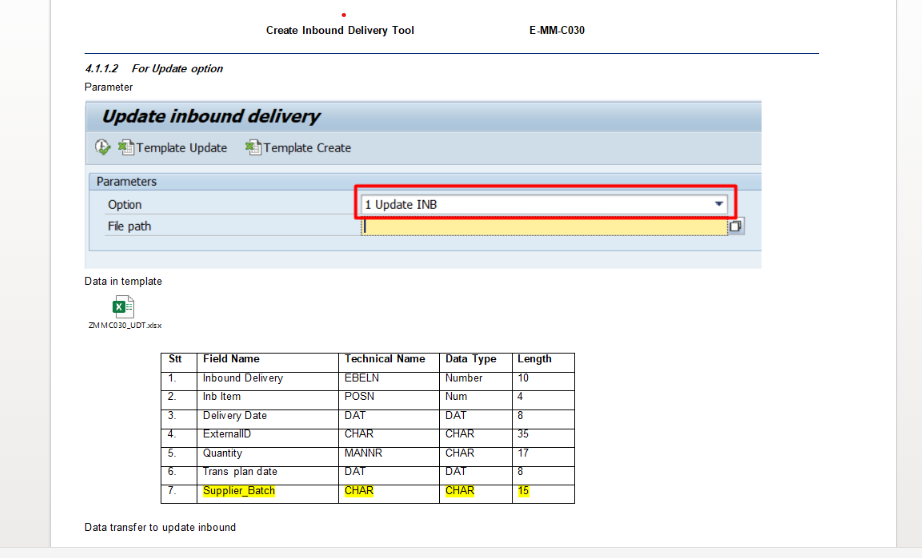 Create Inbound Delivery Tool E-MM-C030
4.1.1.2 For Update option
Parameter
Update inbound delivery
Template Update Template Create
Parameters
Option 1 Update INB
File path
Data in template
ZMMC030_UDT.xlsx
Stt Field Name Technical Name Data Type Length
1. Inbound Delivery EBELN Number 10
2. Inb Item POSN Num 4
3. Delivery Date DAT DAT 8
4. ExternalID CHAR CHAR 35
5. Quantity MANNR CHAR 17
6. Trans plan date DAT DAT 8
7. Supplier_Batch CHAR CHAR 15
Data transfer to update inbound